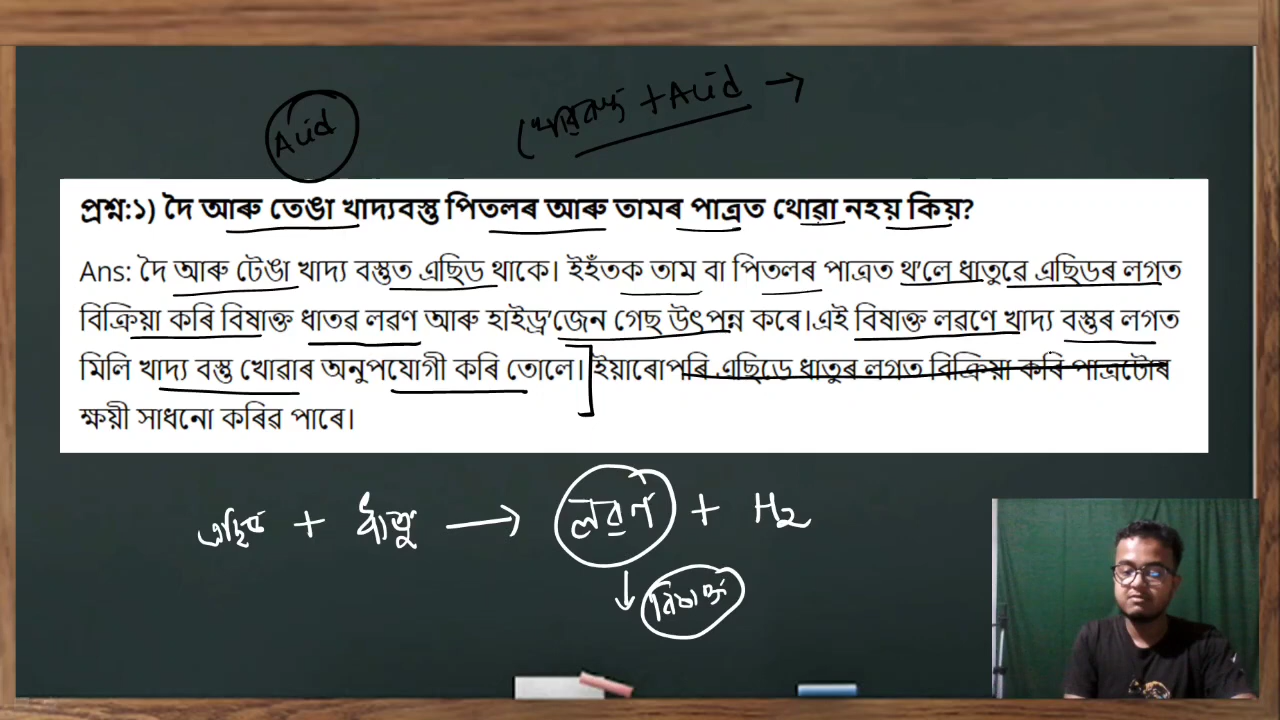 Acid
+ Acid →
প্ৰশ্ন:১) দৈ আৰু তেঙা খাদ্যবস্তু পিতলৰ আৰু তামৰ পাত্ৰত থোৱা নহয় কিয়?
Ans: দৈ আৰু টেঙা খাদ্য বস্তুত এছিড থাকে। ইহঁতক তাম বা পিতলৰ পাত্ৰত থ'লে ধাতুৱে এছিডৰ লগত
বিক্ৰিয়া কৰি বিষাক্ত ধাতৱ লৱণ আৰু হাইড্ৰ'জেন গেছ উৎপন্ন কৰে।এই বিষাক্ত লৱণে খাদ্য বস্তুৰ লগত
মিলি খাদ্য বস্তু খোৱাৰ অনুপযোগী কৰি তোলে। ইয়াৰোপৰি এছিডে ধাতুৰ লগত বিক্ৰিয়া কৰি পাত্ৰটোৰ
ক্ষয়ী সাধনো কৰিৱ পাৰে।
এছিড + ধাতু → লৱণ + H2
↓ বিষাক্ত